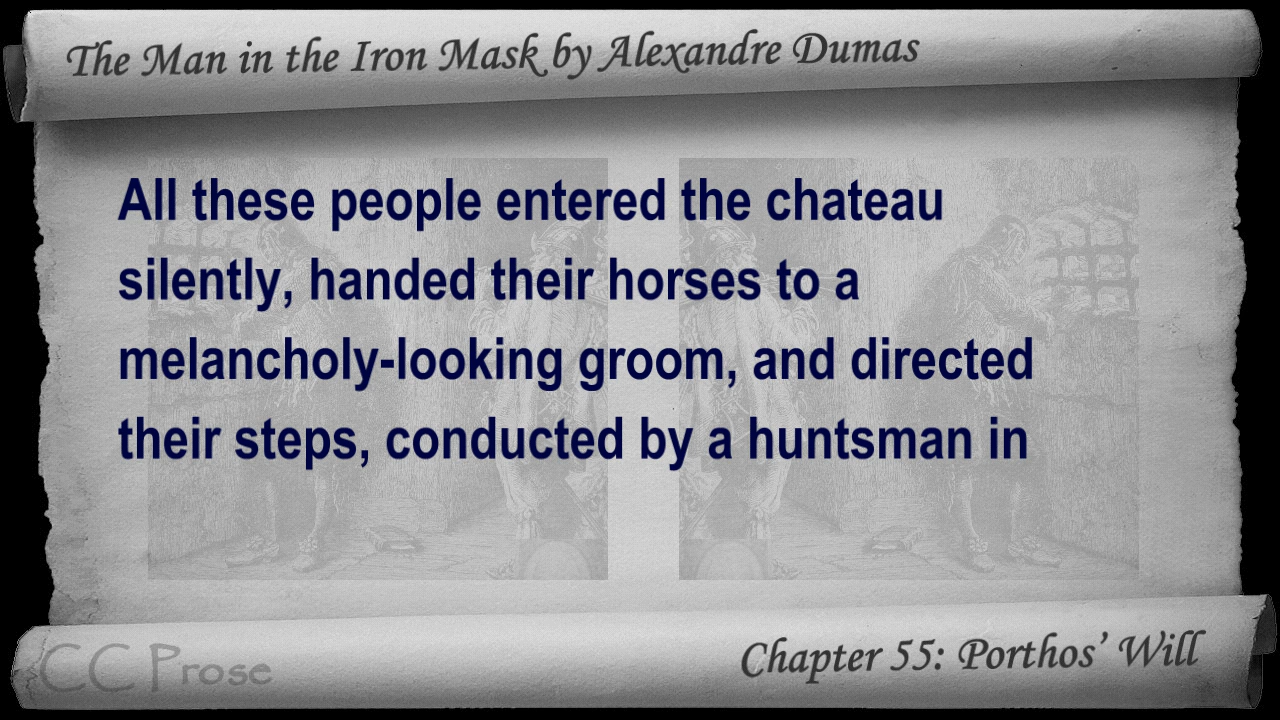 The Man in the Iron Mask by Alexandre Dumas
All these people entered the chateau
silently, handed their horses to a
melancholy-looking groom, and directed
their steps, conducted by a huntsman in
CC Prose
Chapter 55: Porthos’ Will